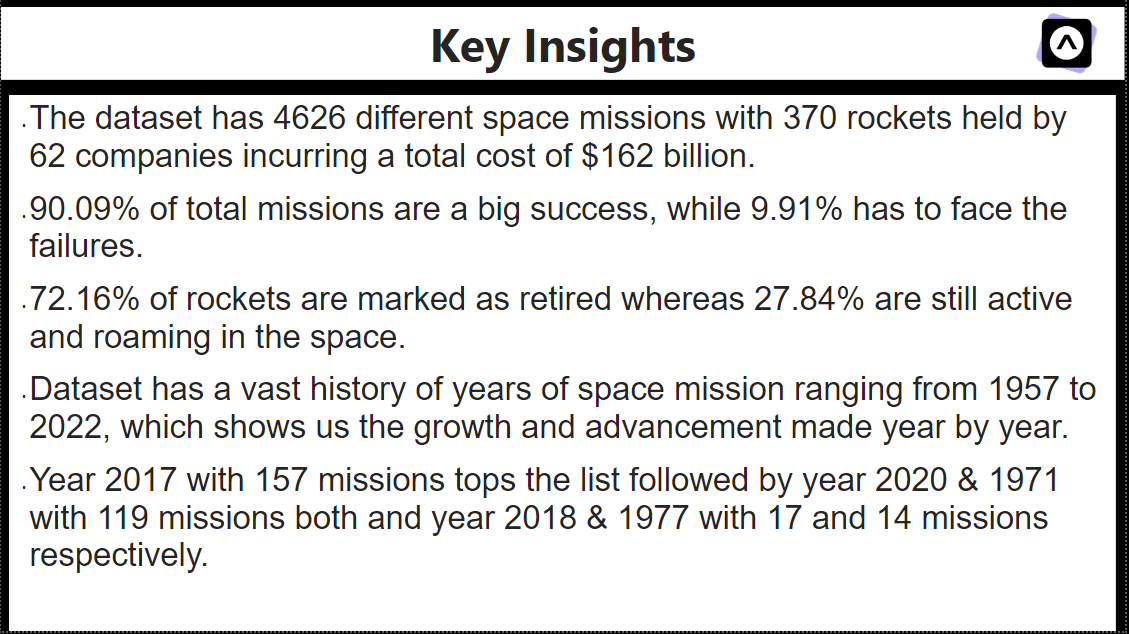 Key Insights
.The dataset has 4626 different space missions with 370 rockets held by
62 companies incurring a total cost of $162 billion.
.90.09% of total missions are a big success, while 9.91% has to face the
failures.
.72.16% of rockets are marked as retired whereas 27.84% are still active
and roaming in the space.
.Dataset has a vast history of years of space mission ranging from 1957 to
2022, which shows us the growth and advancement made year by year.
.Year 2017 with 157 missions tops the list followed by year 2020 & 1971
with 119 missions both and year 2018 & 1977 with 17 and 14 missions
respectively.